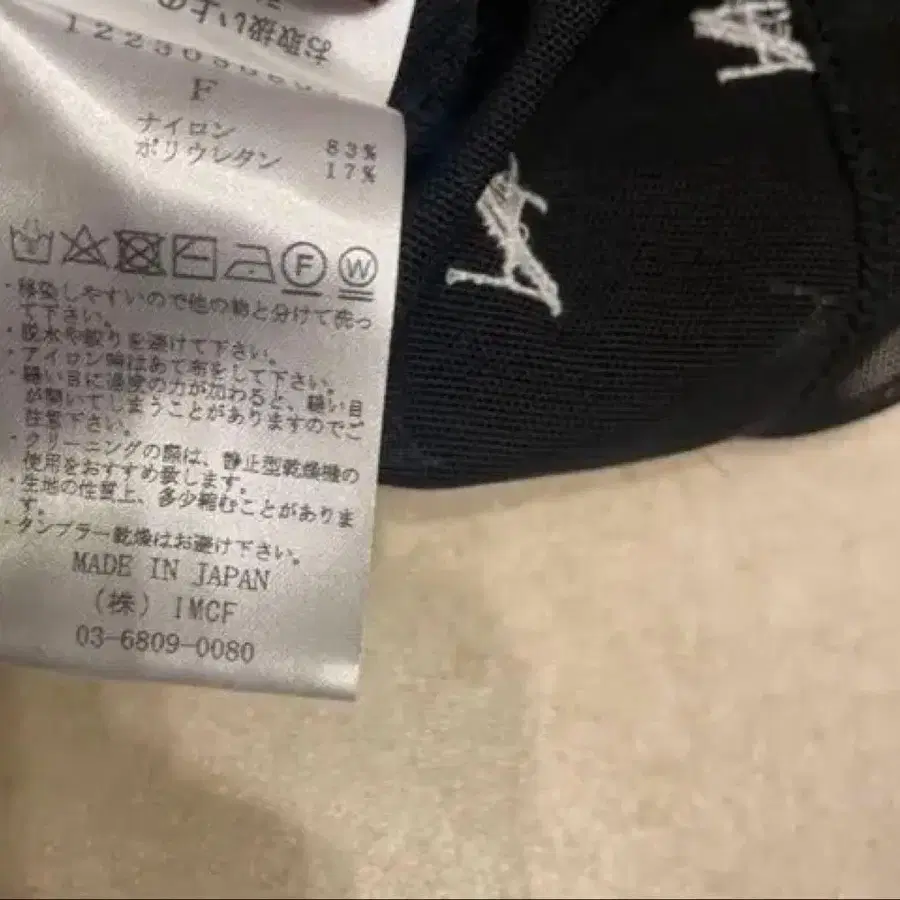 お取扱い
F
ナイロン 83%
ポリウレタン 17%
F W
・移染しやすいので他の物と分けて洗っ
て下さい。
・脱水や絞りを避けて下さい。
・アイロン時はあて布をして下さい。
・縫い目に過度の力が加わると、縫い目
が開いてしまうことがありますのでご
注意下さい。
・クリーニングの際は、静止型乾燥機の
使用をおすすめ致します。
・生地の性質上、多少縮むことがありま
す。
・タンブラー乾燥はお避け下さい。
MADE IN JAPAN
(株) IMCF
03-6809-0080